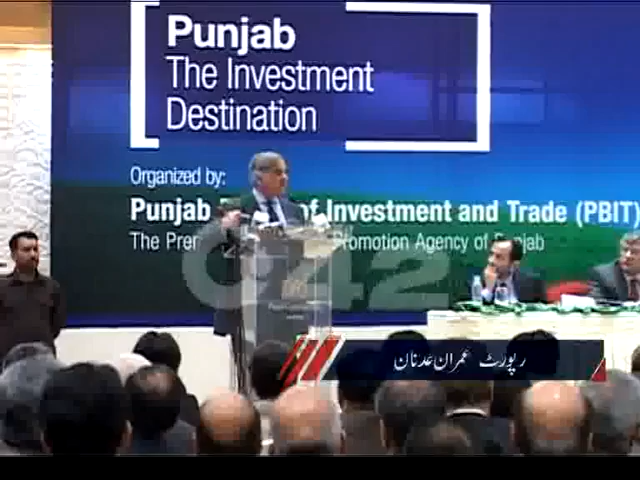 Punjab
The Investment
Destination
Organized by:
Punjab of Investment and Trade (PBIT)
The Promotion Agency of Punjab
042
رپورٹ عمران عدنان